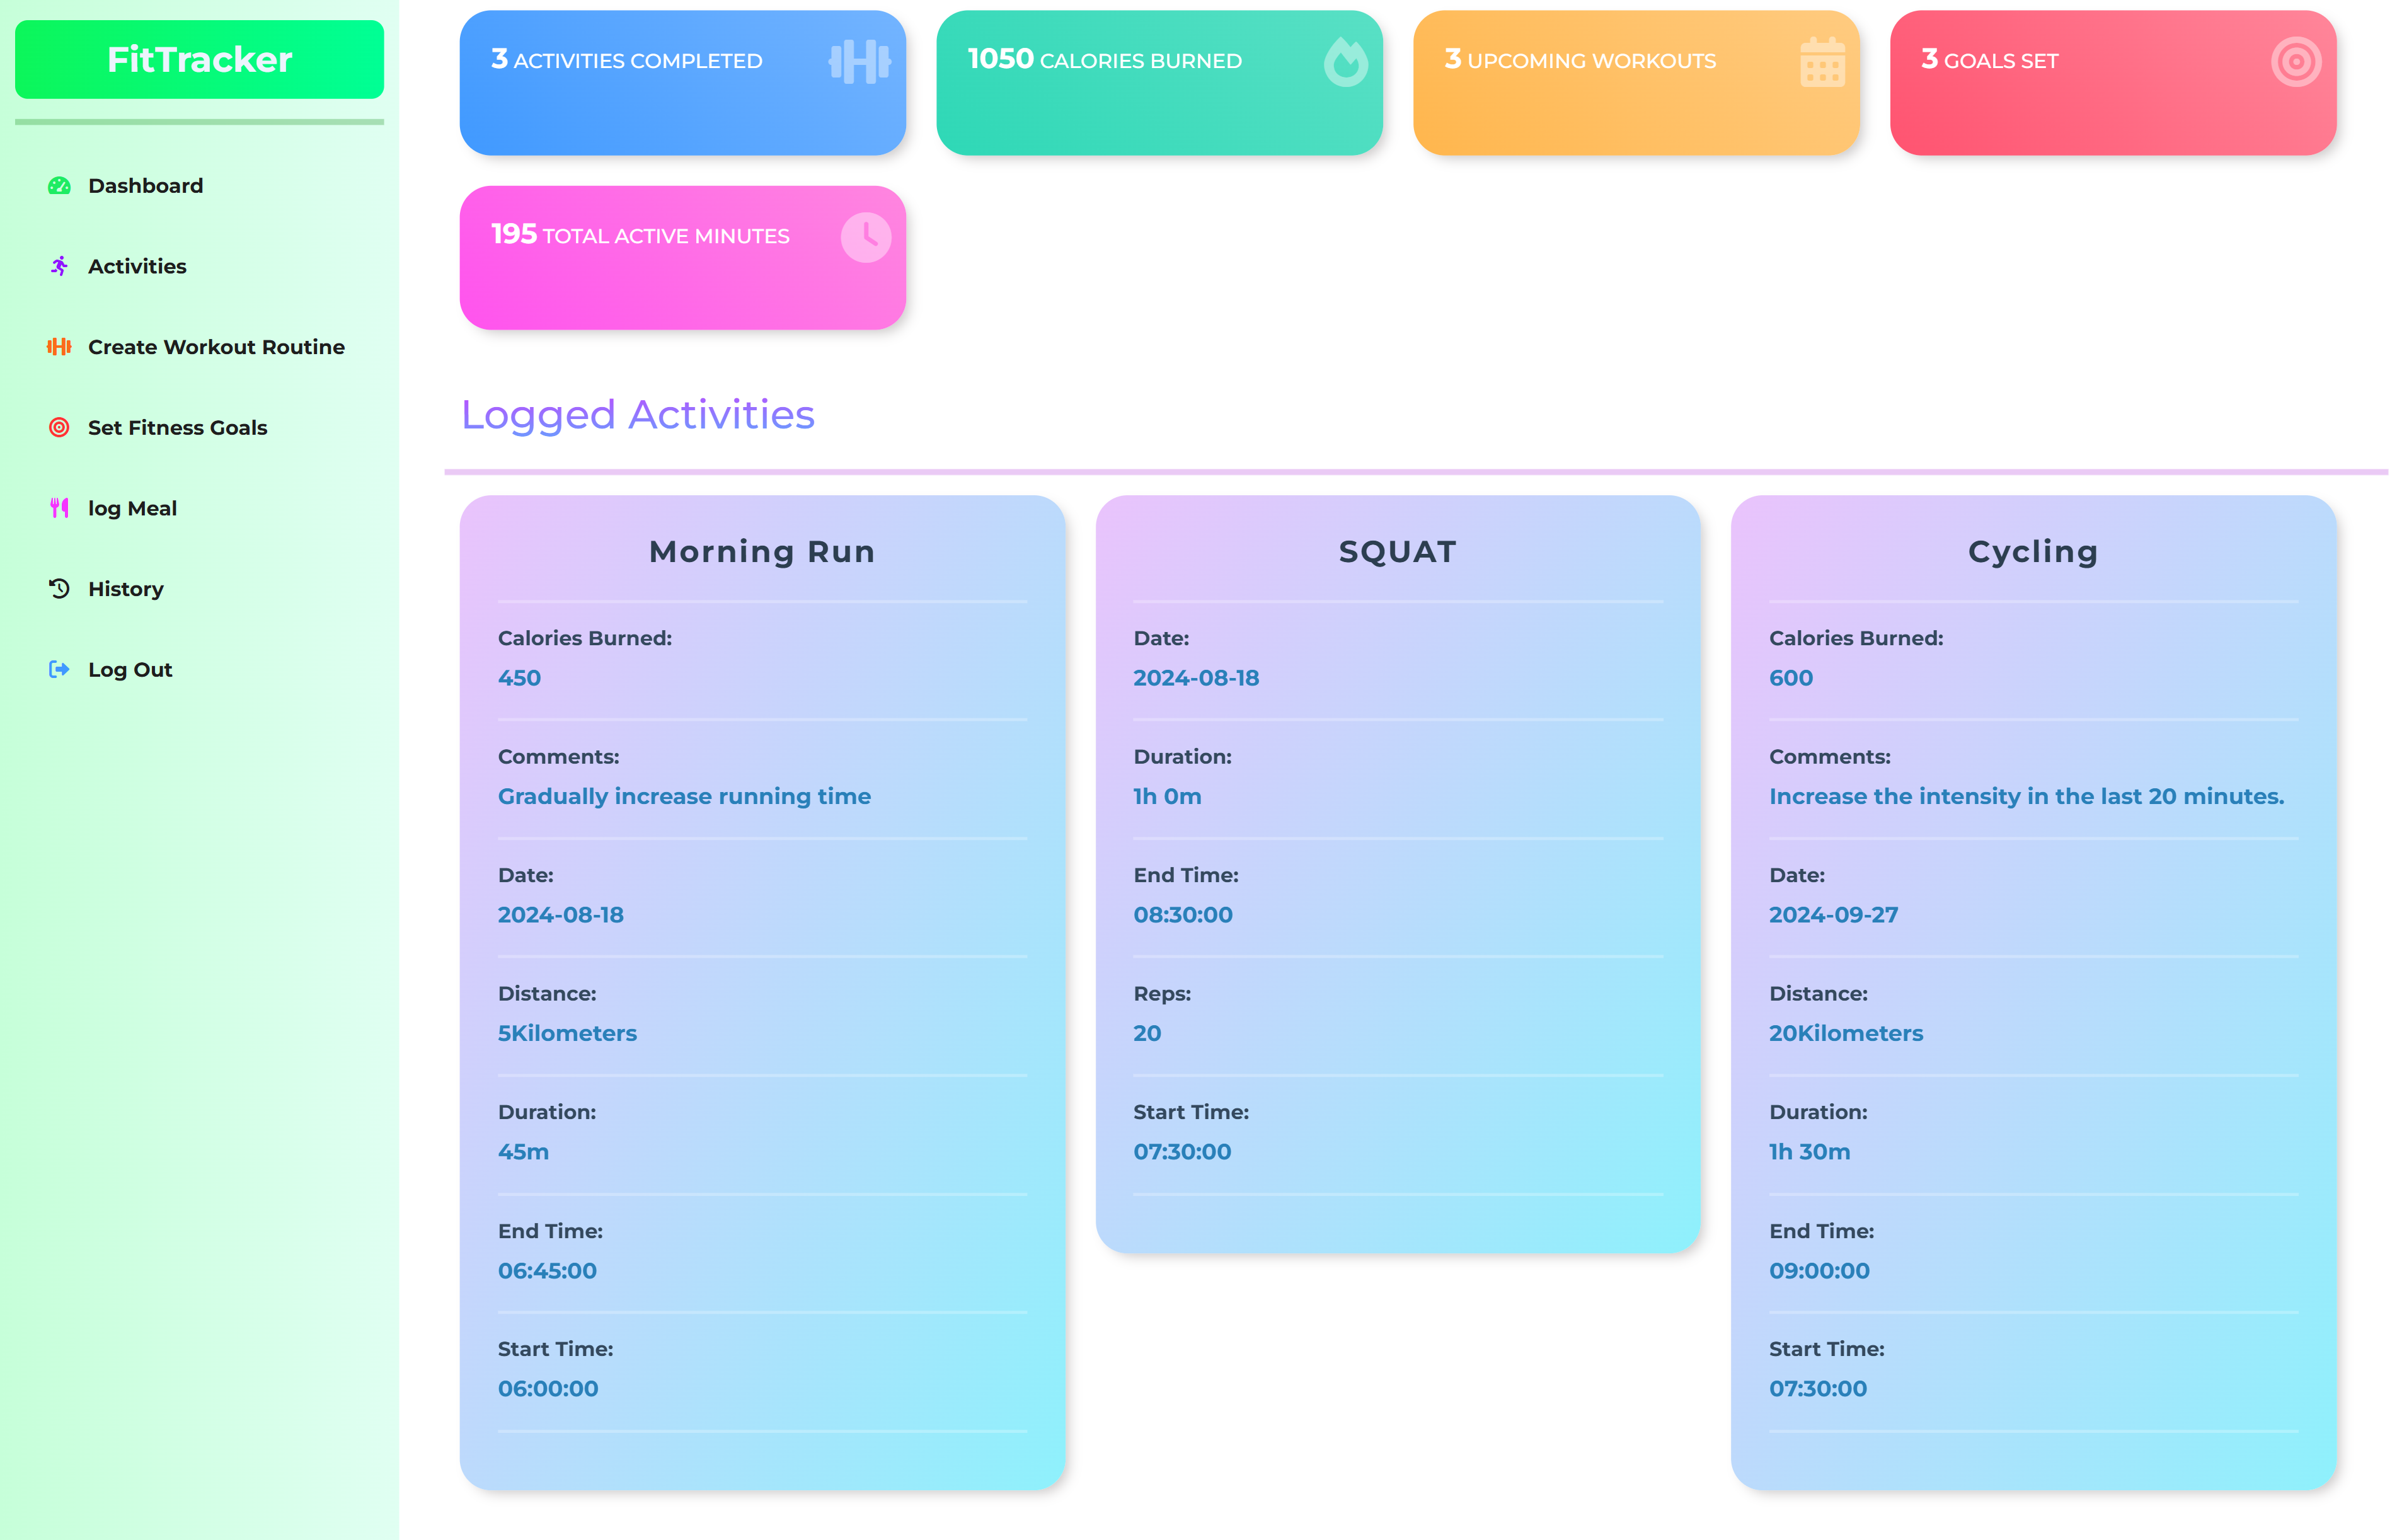 FitTracker
Dashboard
Activities
Create Workout Routine
Set Fitness Goals
log Meal
History
Log Out
3 ACTIVITIES COMPLETED
1050 CALORIES BURNED
3 UPCOMING WORKOUTS
3 GOALS SET
195 TOTAL ACTIVE MINUTES
Logged Activities
Morning Run
Calories Burned:
450
Comments:
Gradually increase running time
Date:
2024-08-18
Distance:
5Kilometers
Duration:
45m
End Time:
06:45:00
Start Time:
06:00:00
SQUAT
Date:
2024-08-18
Duration:
1h 0m
End Time:
08:30:00
Reps:
20
Start Time:
07:30:00
Cycling
Calories Burned:
600
Comments:
Increase the intensity in the last 20 minutes.
Date:
2024-09-27
Distance:
20Kilometers
Duration:
1h 30m
End Time:
09:00:00
Start Time:
07:30:00